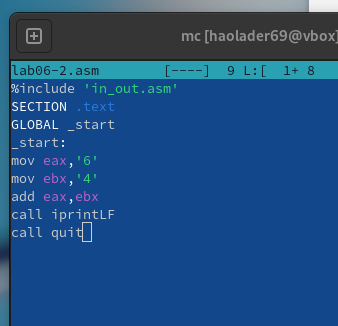 mc [haolader69@vbox]
lab06-2.asm [----] 9 L:[ 1+ 8
%include 'in_out.asm'
SECTION .text
GLOBAL _start
_start:
mov eax,'6'
mov ebx,'4'
add eax,ebx
call iprintLF
call quit